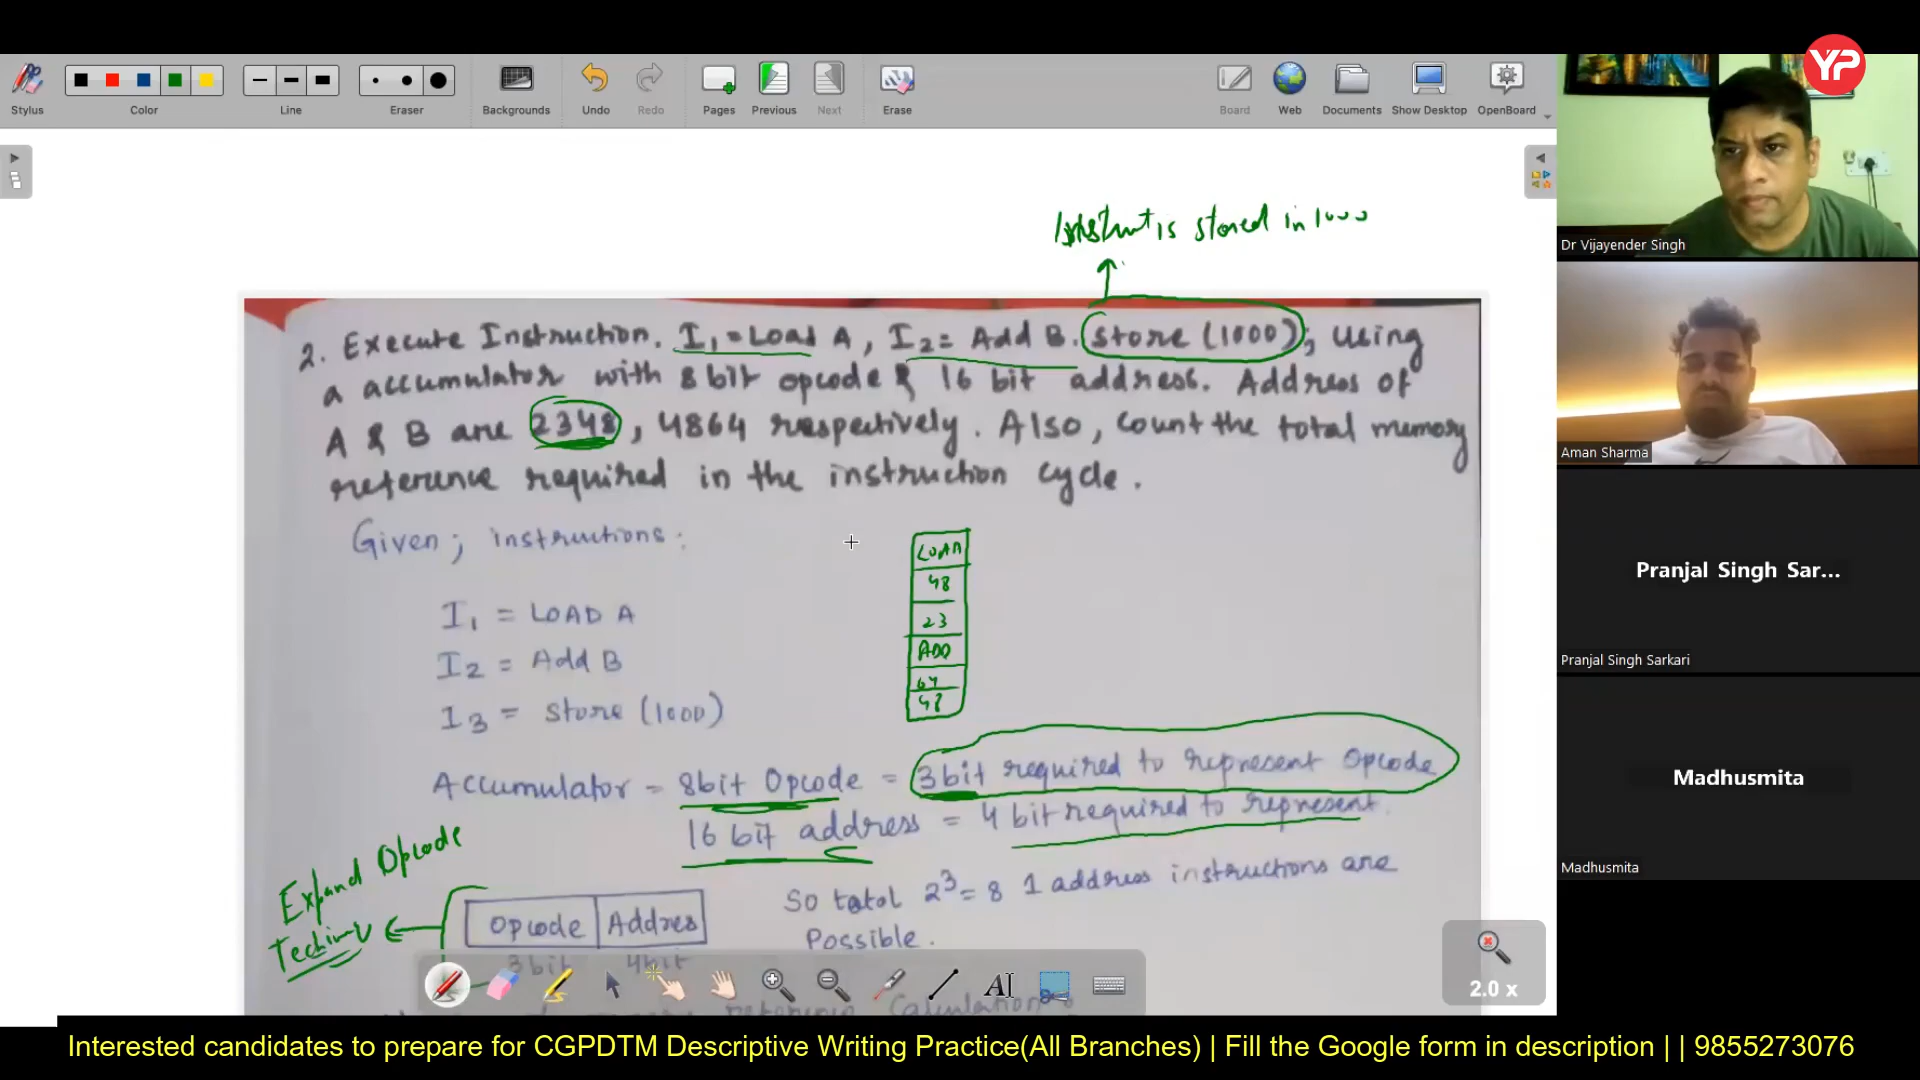 YP
Stylus
Color
Line
Eraser
Backgrounds
Undo
Redo
Pages
Previous
Next
Erase
Board
Web
Documents
Show Desktop
OpenBoard
Dr Vijayender Singh
Aman Sharma
Pranjal Singh Sar...
Pranjal Singh Sarkari
Madhusmita
Madhusmita
is stored in 1000
2. Execute Instruction. I1 = Load A, I2 = Add B. Store (1000); Using
a accumulator with 8 bit opcode & 16 bit address. Address of
A & B are 2348, 4864 respectively. Also, count the total memory
reference required in the instruction cycle.
Given; instructions:
I1 = LOAD A
I2 = Add B
I3 = Store (1000)
LOAD
48
23
ADD
64
48
Accumulator = 8bit Opcode = 3bit required to represent Opcode
16 bit address = 4 bit required to represent.
So total 2³ = 8 1 address instructions are
Possible.
Expand Opcode
Opcode Addres
3bit 4bit
reference Calculation
2.0 x
Interested candidates to prepare for CGPDTM Descriptive Writing Practice(All Branches) | Fill the Google form in description | | 9855273076